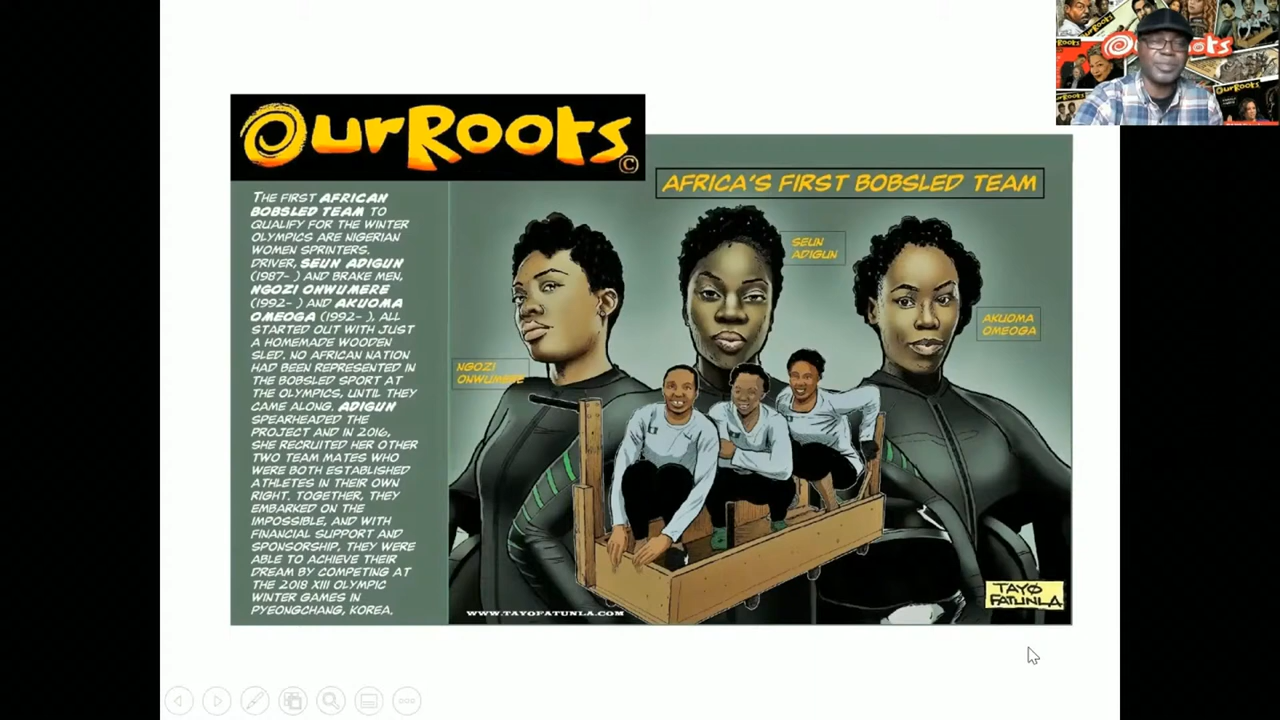 OurRoots
©
AFRICA'S FIRST BOBSLED TEAM
THE FIRST AFRICAN
BOBSLED TEAM TO
QUALIFY FOR THE WINTER
OLYMPICS ARE NIGERIAN
WOMEN SPRINTERS.
DRIVER, SEUN ADIGUN
(1987- ) AND BRAKE MEN,
NGOZI ONWUMERE
(1992- ) AND AKUOMA
OMEOGA (1992- ), ALL
STARTED OUT WITH JUST
A HOMEMADE WOODEN
SLED. NO AFRICAN NATION
HAD BEEN REPRESENTED IN
THE BOBSLED SPORT AT
THE OLYMPICS, UNTIL THEY
CAME ALONG. ADIGUN
SPEARHEADED THE
PROJECT AND IN 2016,
SHE RECRUITED HER OTHER
TWO TEAM MATES WHO
WERE BOTH ESTABLISHED
ATHLETES IN THEIR OWN
RIGHT. TOGETHER, THEY
EMBARKED ON THE
IMPOSSIBLE, AND WITH
FINANCIAL SUPPORT AND
SPONSORSHIP, THEY WERE
ABLE TO ACHIEVE THEIR
DREAM BY COMPETING AT
THE 2018 XIII OLYMPIC
WINTER GAMES IN
PYEONGCHANG, KOREA.
SEUN
ADIGUN
AKUOMA
OMEOGA
NGOZI
ONWUMERE
WWW.TAYOFATUNLA.COM
TAYO
FATUNLA